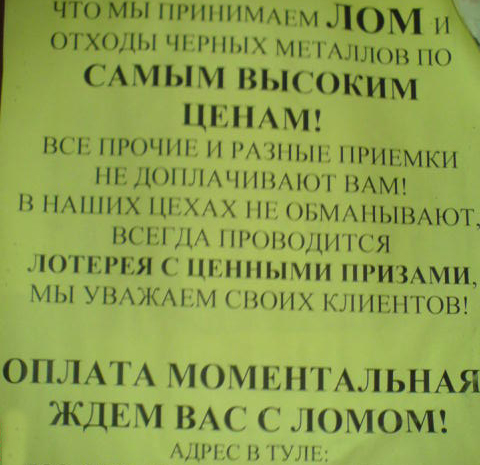 ЧТО МЫ ПРИНИМАЕМ ЛОМ И
ОТХОДЫ ЧЕРНЫХ МЕТАЛЛОВ ПО
САМЫМ ВЫСОКИМ
ЦЕНАМ!
ВСЕ ПРОЧИЕ И РАЗНЫЕ ПРИЕМКИ
НЕ ДОПЛАЧИВАЮТ ВАМ!
В НАШИХ ЦЕХАХ НЕ ОБМАНЫВАЮТ,
ВСЕГДА ПРОВОДИТСЯ
ЛОТЕРЕЯ С ЦЕННЫМИ ПРИЗАМИ,
МЫ УВАЖАЕМ СВОИХ КЛИЕНТОВ!
ОПЛАТА МОМЕНТАЛЬНАЯ
ЖДЕМ ВАС С ЛОМОМ!
АДРЕС В ТУЛЕ: